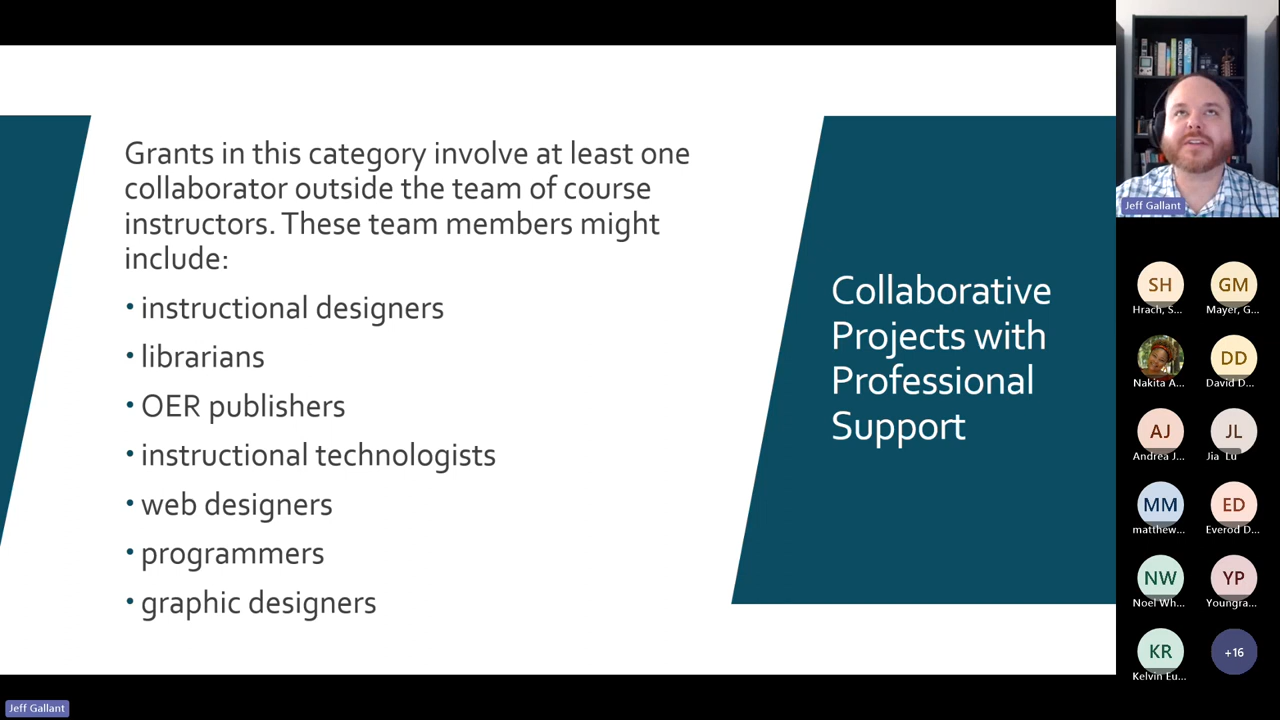 Grants in this category involve at least one
collaborator outside the team of course
instructors. These team members might
include:
• instructional designers
• librarians
• OER publishers
• instructional technologists
• web designers
• programmers
• graphic designers
Collaborative
Projects with
Professional
Support
Jeff Gallant
SH
Hrach, S...
GM
Mayer, G...
Nakita A...
DD
David D...
AJ
Andrea J...
JL
Jia Lu
MM
matthew...
ED
Everod D...
NW
Noel Wh...
YP
Youngra...
KR
Kelvin Eu...
+16
Jeff Gallant